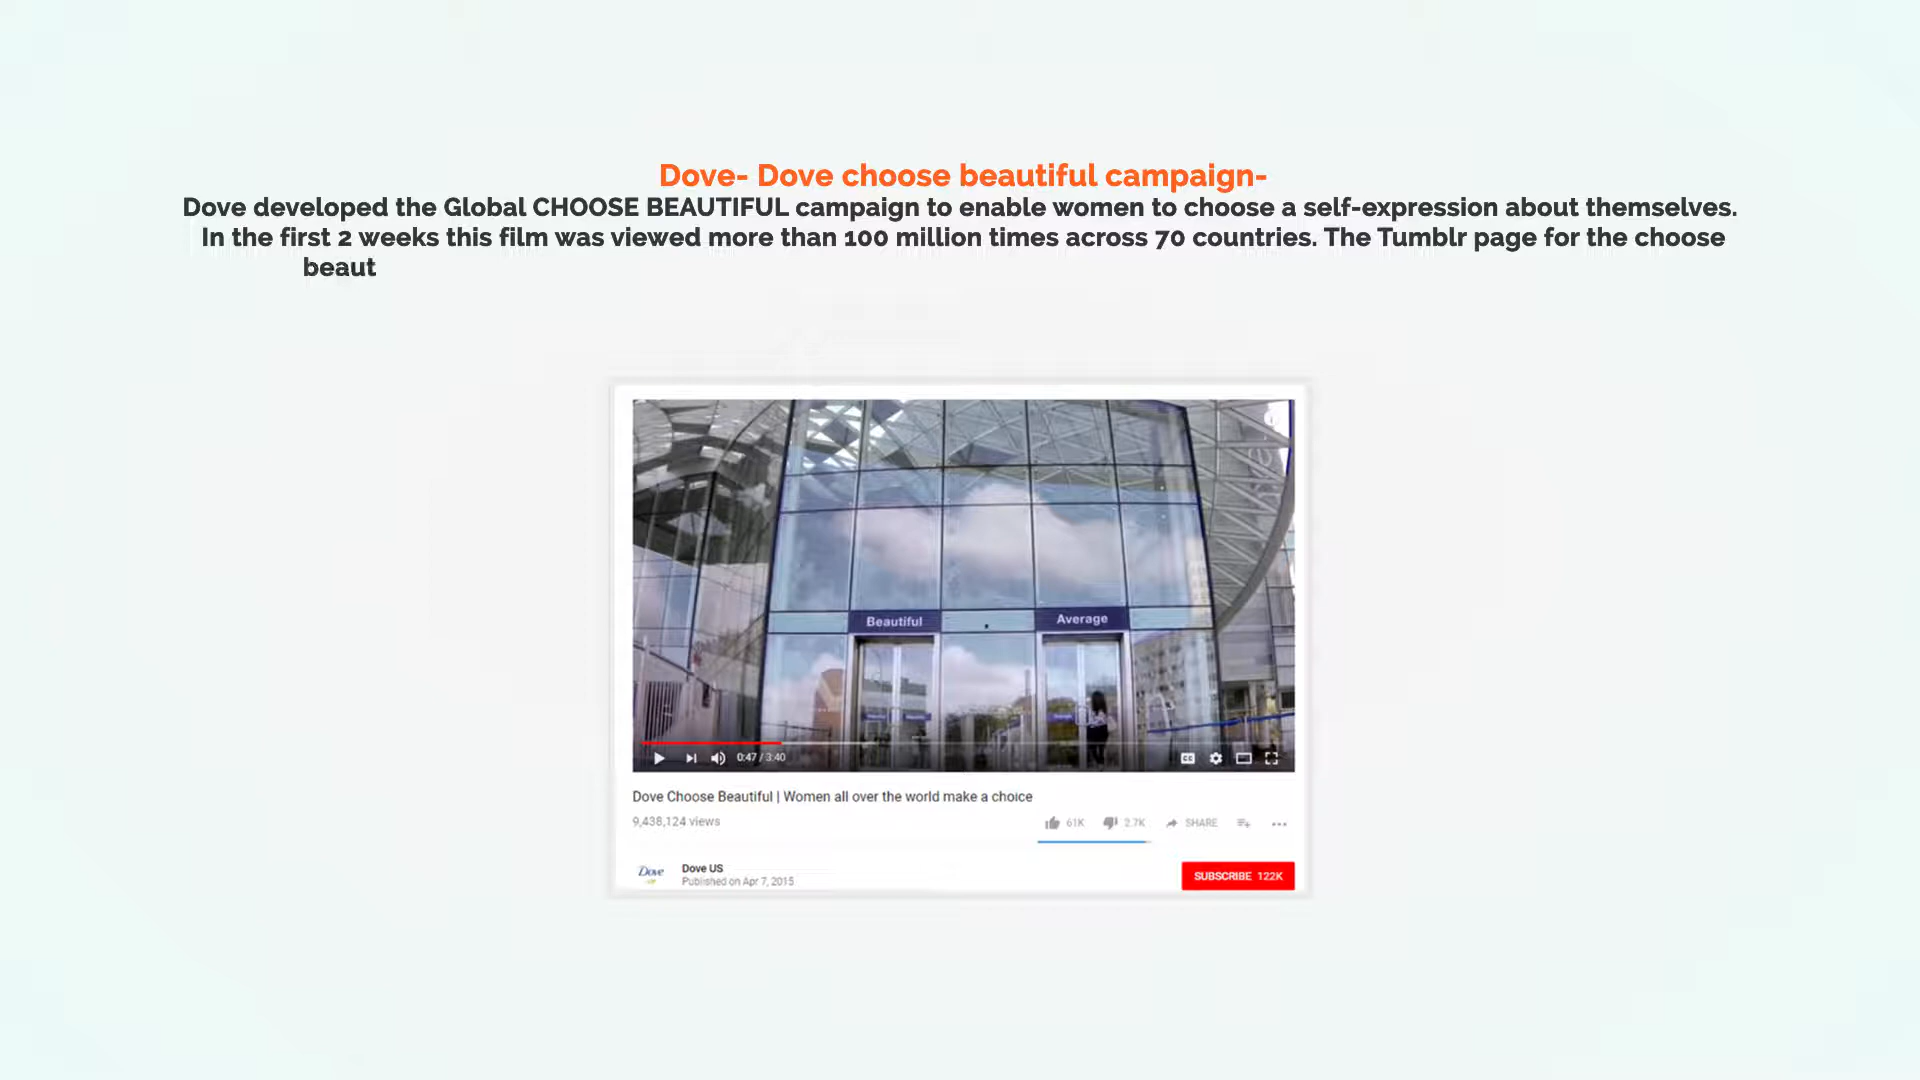 Dove- Dove choose beautiful campaign-
Dove developed the Global CHOOSE BEAUTIFUL campaign to enable women to choose a self-expression about themselves.
In the first 2 weeks this film was viewed more than 100 million times across 70 countries. The Tumblr page for the choose
beaut
Beautiful
Average
0:47 / 3:40
CC
Dove Choose Beautiful | Women all over the world make a choice
9,438,124 views
61K 2.7K SHARE
Dove
Dove US
Published on Apr 7, 2015
SUBSCRIBE 122K